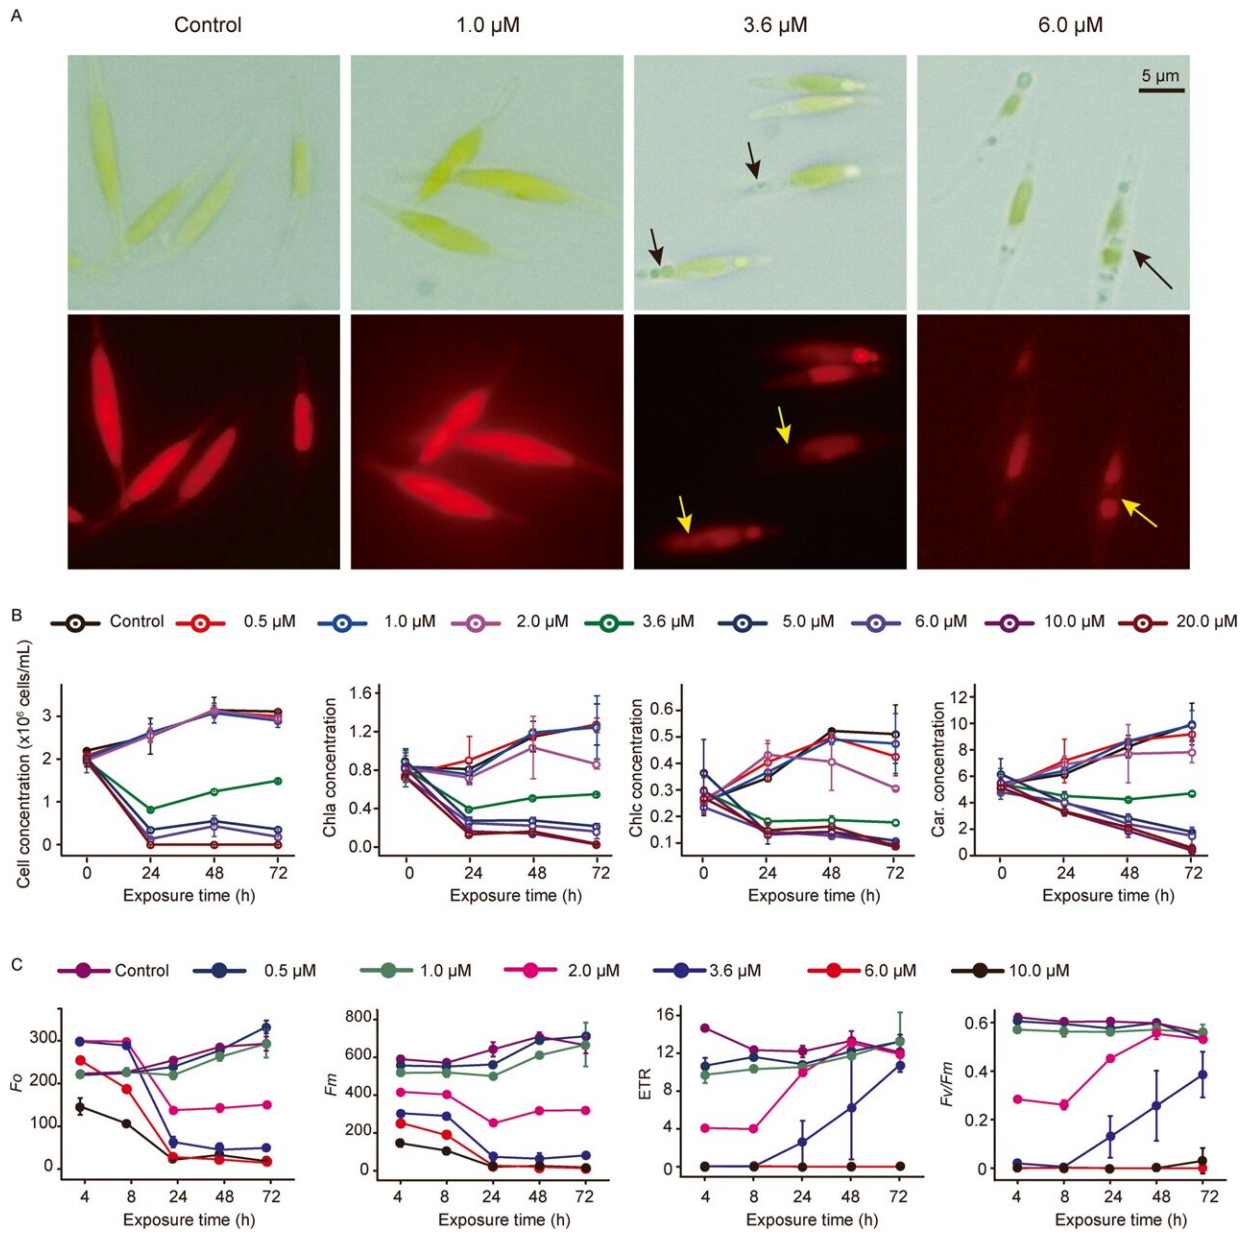 A
Control 1.0 µM 3.6 µM 6.0 µM
5 µm
B
Control 0.5 µM 1.0 µM 2.0 µM 3.6 µM 5.0 µM 6.0 µM 10.0 µM 20.0 µM
Cell concentration (x10⁶ cells/mL)
3
2
1
0
0 24 48 72
Exposure time (h)
Chla concentration
1.6
1.2
0.8
0.4
0.0
0 24 48 72
Exposure time (h)
Chlc concentration
0.6
0.5
0.4
0.3
0.2
0.1
0 24 48 72
Exposure time (h)
Car. concentration
12
10
8
6
4
2
0
0 24 48 72
Exposure time (h)
C
Control 0.5 µM 1.0 µM 2.0 µM 3.6 µM 6.0 µM 10.0 µM
Fo
300
200
100
0
4 8 24 48 72
Exposure time (h)
Fm
800
600
400
200
0
4 8 24 48 72
Exposure time (h)
ETR
16
12
8
4
0
4 8 24 48 72
Exposure time (h)
Fv/Fm
0.6
0.4
0.2
0
4 8 24 48 72
Exposure time (h)